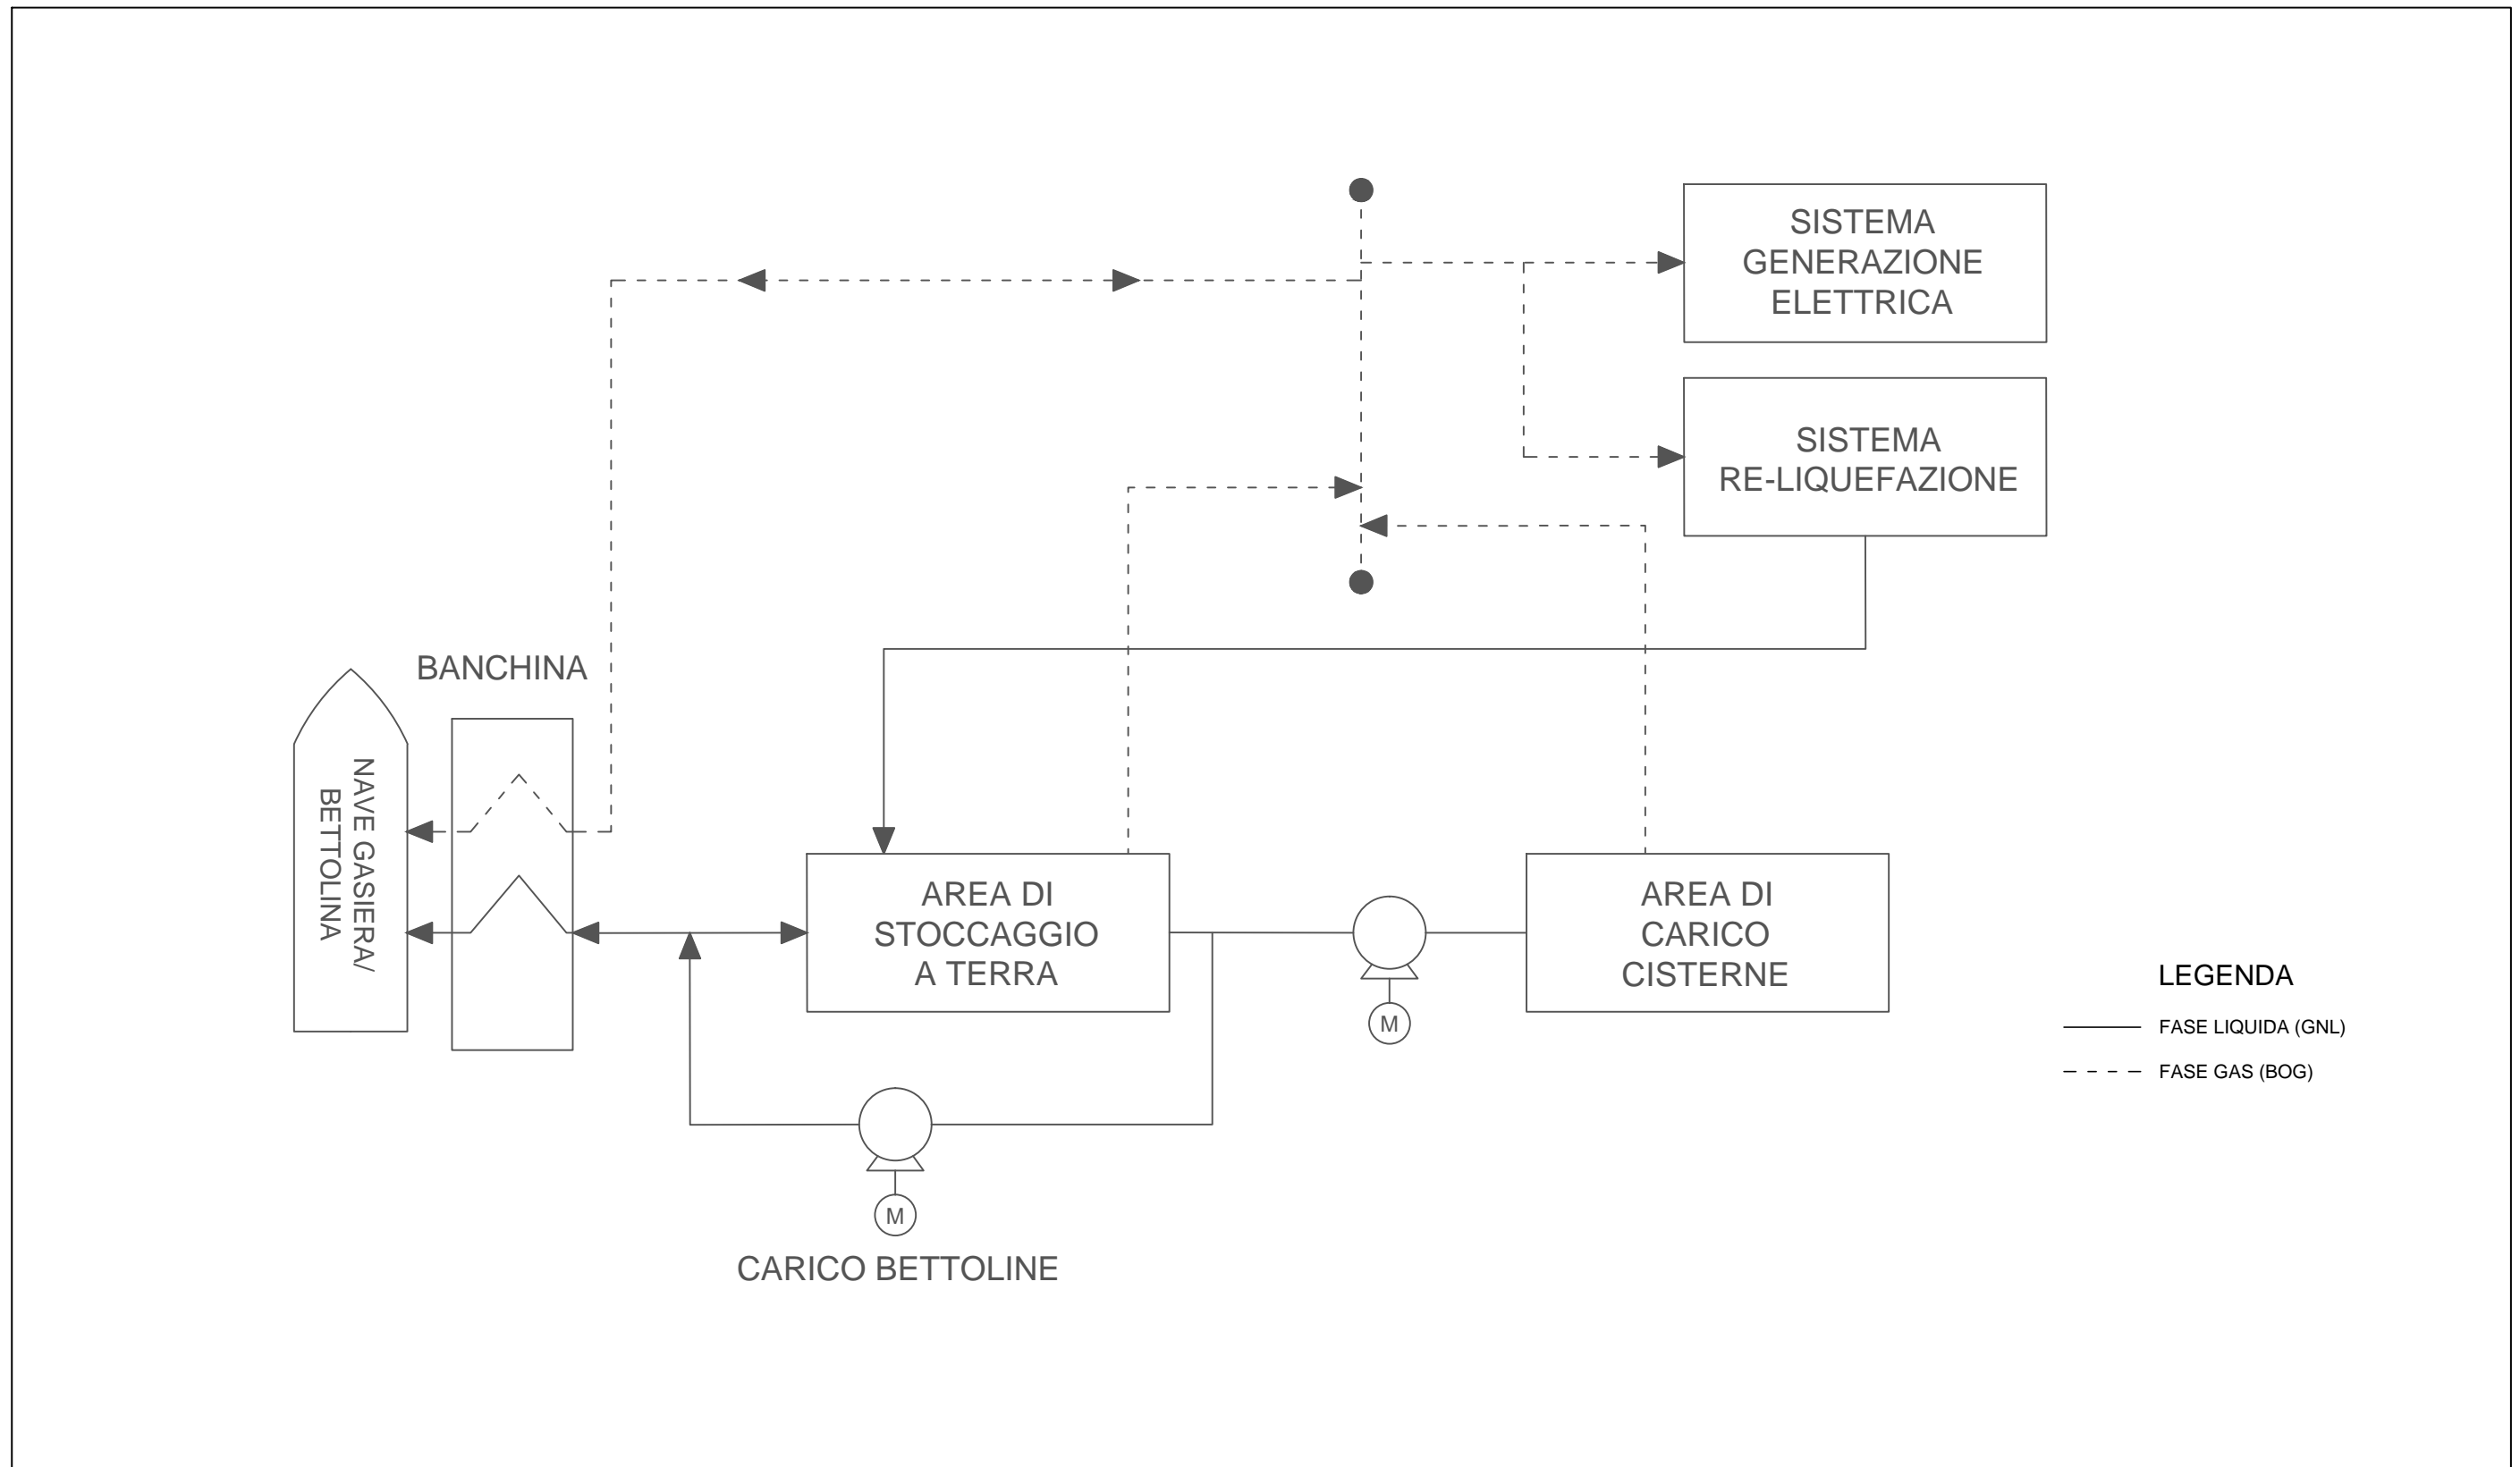 SISTEMA
GENERAZIONE
ELETTRICA
SISTEMA
RE-LIQUEFAZIONE
BANCHINA
NAVE GASIERA/
BETTOLINA
AREA DI
STOCCAGGIO
A TERRA
AREA DI
CARICO
CISTERNE
M
M
CARICO BETTOLINE
LEGENDA
FASE LIQUIDA (GNL)
FASE GAS (BOG)